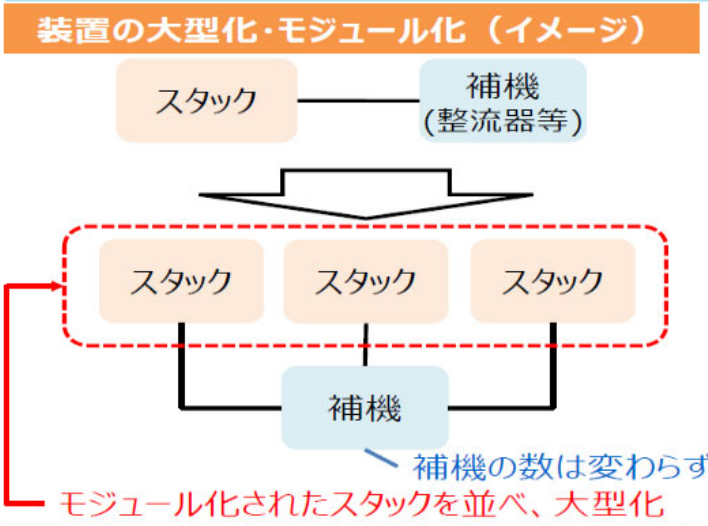 装置の大型化･モジュール化（イメージ）
スタック
補機
(整流器等)
スタック
スタック
スタック
補機
補機の数は変わらず
モジュール化されたスタックを並べ、大型化